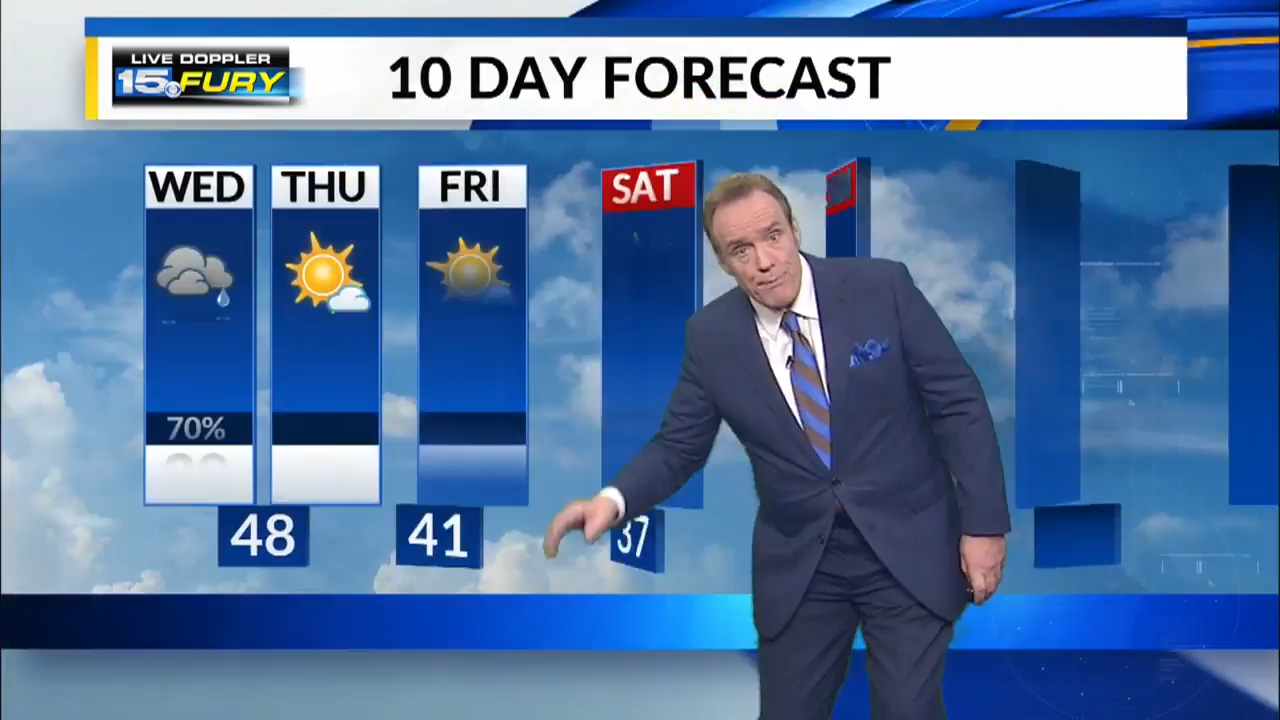 LIVE DOPPLER
15 FURY
10 DAY FORECAST
WED
THU
FRI
SAT
70%
48
41
37